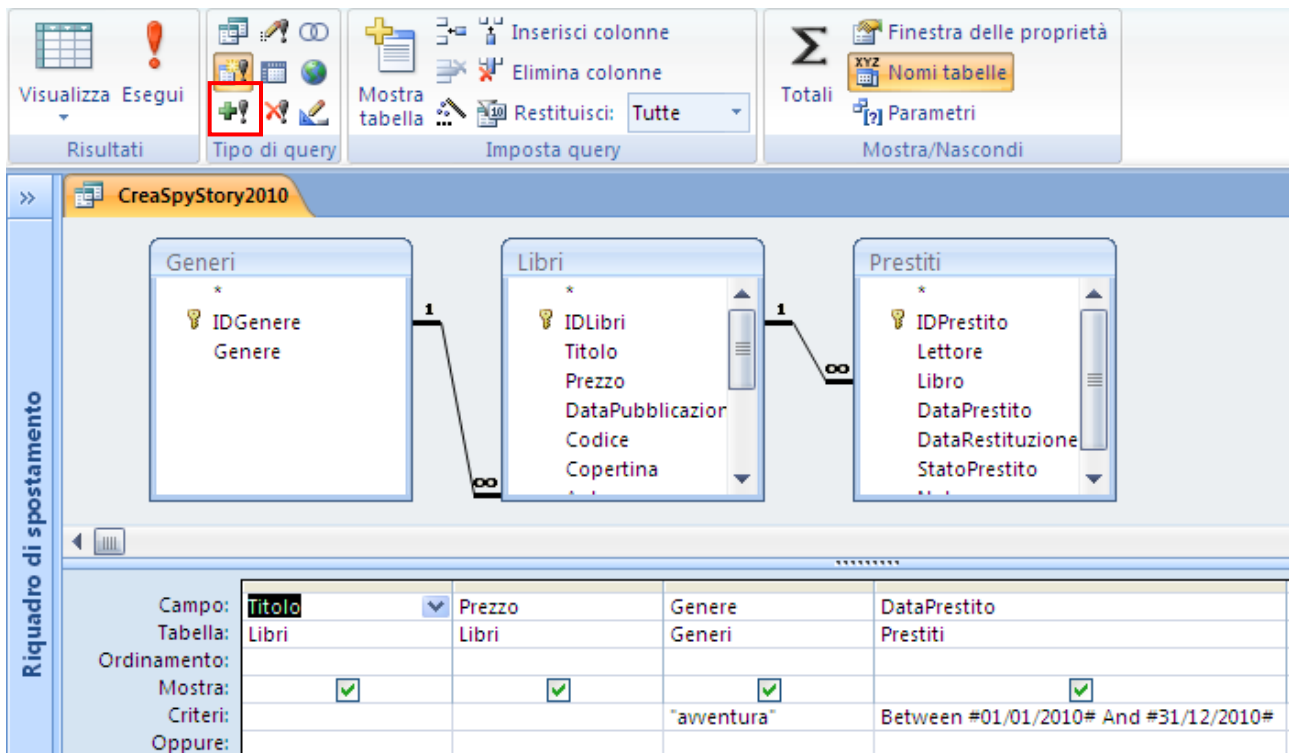 Inserisci colonne
Finestra delle proprietà
Elimina colonne
XYZ
Nomi tabelle
Visualizza Esegui
Mostra tabella
Restituisci: Tutte
Totali
Parametri
Risultati
Tipo di query
Imposta query
Mostra/Nascondi
CreaSpyStory2010
Riquadro di spostamento
Generi
*
IDGenere
Genere
1
∞
Libri
*
IDLibri
Titolo
Prezzo
DataPubblicazion
Codice
Copertina
1
∞
Prestiti
*
IDPrestito
Lettore
Libro
DataPrestito
DataRestituzione
StatoPrestito
Campo: Titolo Prezzo Genere DataPrestito
Tabella: Libri Libri Generi Prestiti
Ordinamento:
Mostra:
Criteri: "avventura" Between #01/01/2010# And #31/12/2010#
Oppure: